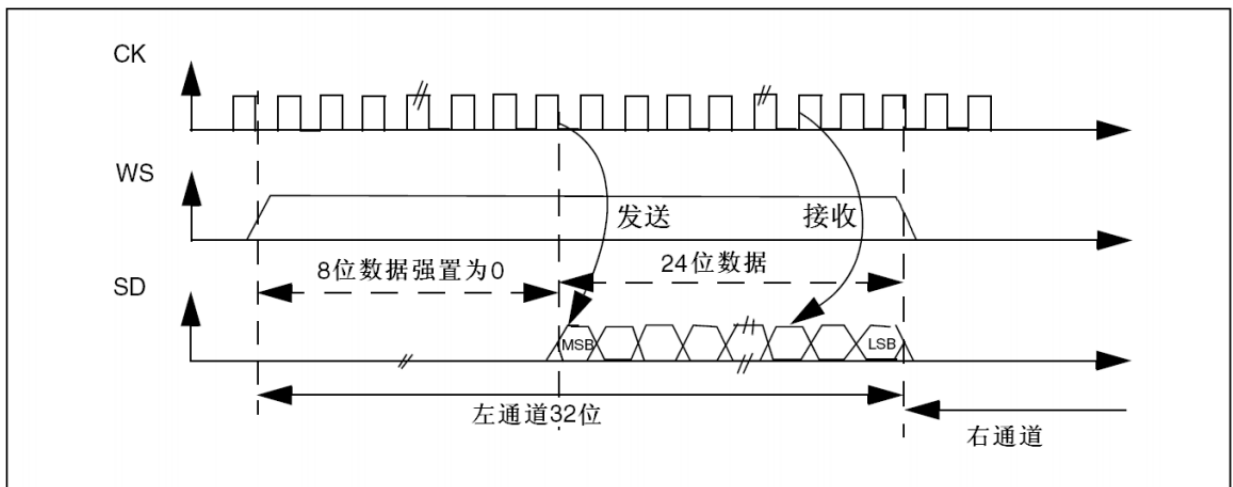 CK
WS
发送
接收
8位数据强置为0
24位数据
SD
MSB
LSB
左通道32位
右通道